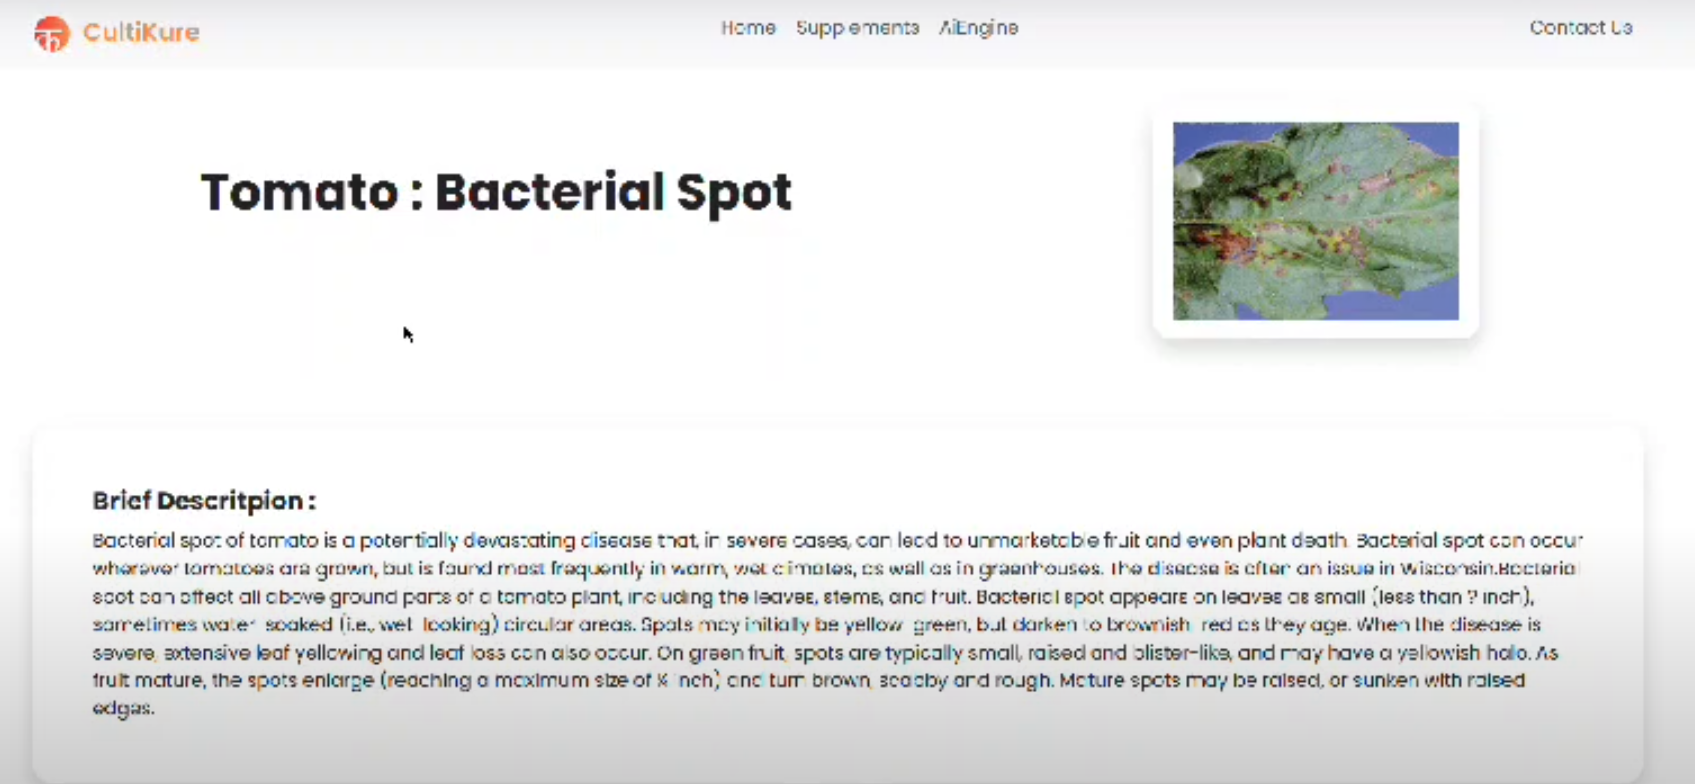 CultiKure
Home Supplements AiEngine
Contact Us
Tomato : Bacterial Spot
Brief Descritpion :
Bacterial spot of tomato is a potentially devastating disease that, in severe cases, can lead to unmarketable fruit and even plant death. Bacterial spot can occur
wherever tomatoes are grown, but is found most frequently in warm, wet climates, as well as in greenhouses. The disease is often an issue in Wisconsin.Bacterial
spot can affect all above ground parts of a tomato plant, including the leaves, stems, and fruit. Bacterial spot appears on leaves as small (less than ? inch),
sometimes water soaked (i.e., wet looking) circular areas. Spots may initially be yellow green, but darken to brownish red as they age. When the disease is
severe, extensive leaf yellowing and leaf loss can also occur. On green fruit, spots are typically small, raised and blister-like, and may have a yellowish halo. As
fruit mature, the spots enlarge (reaching a maximum size of inch) and turn brown, scabby and rough. Mature spots may be raised, or sunken with raised
edges.